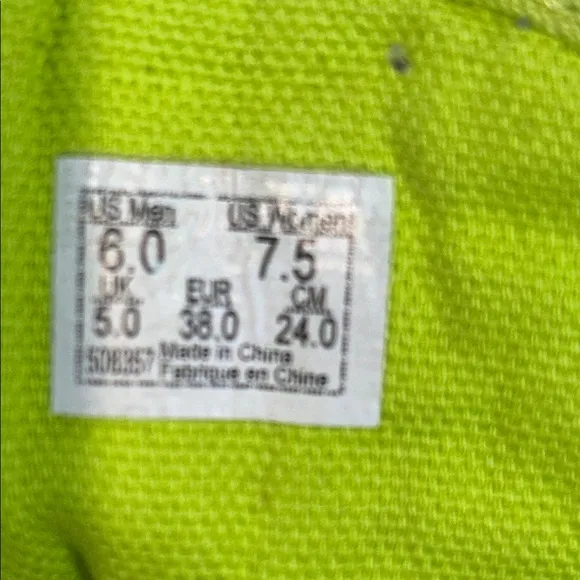 US Men US Women
6.0 7.5
UK EUR CM
5.0 38.0 24.0
Made in China
Fabriqué en Chine